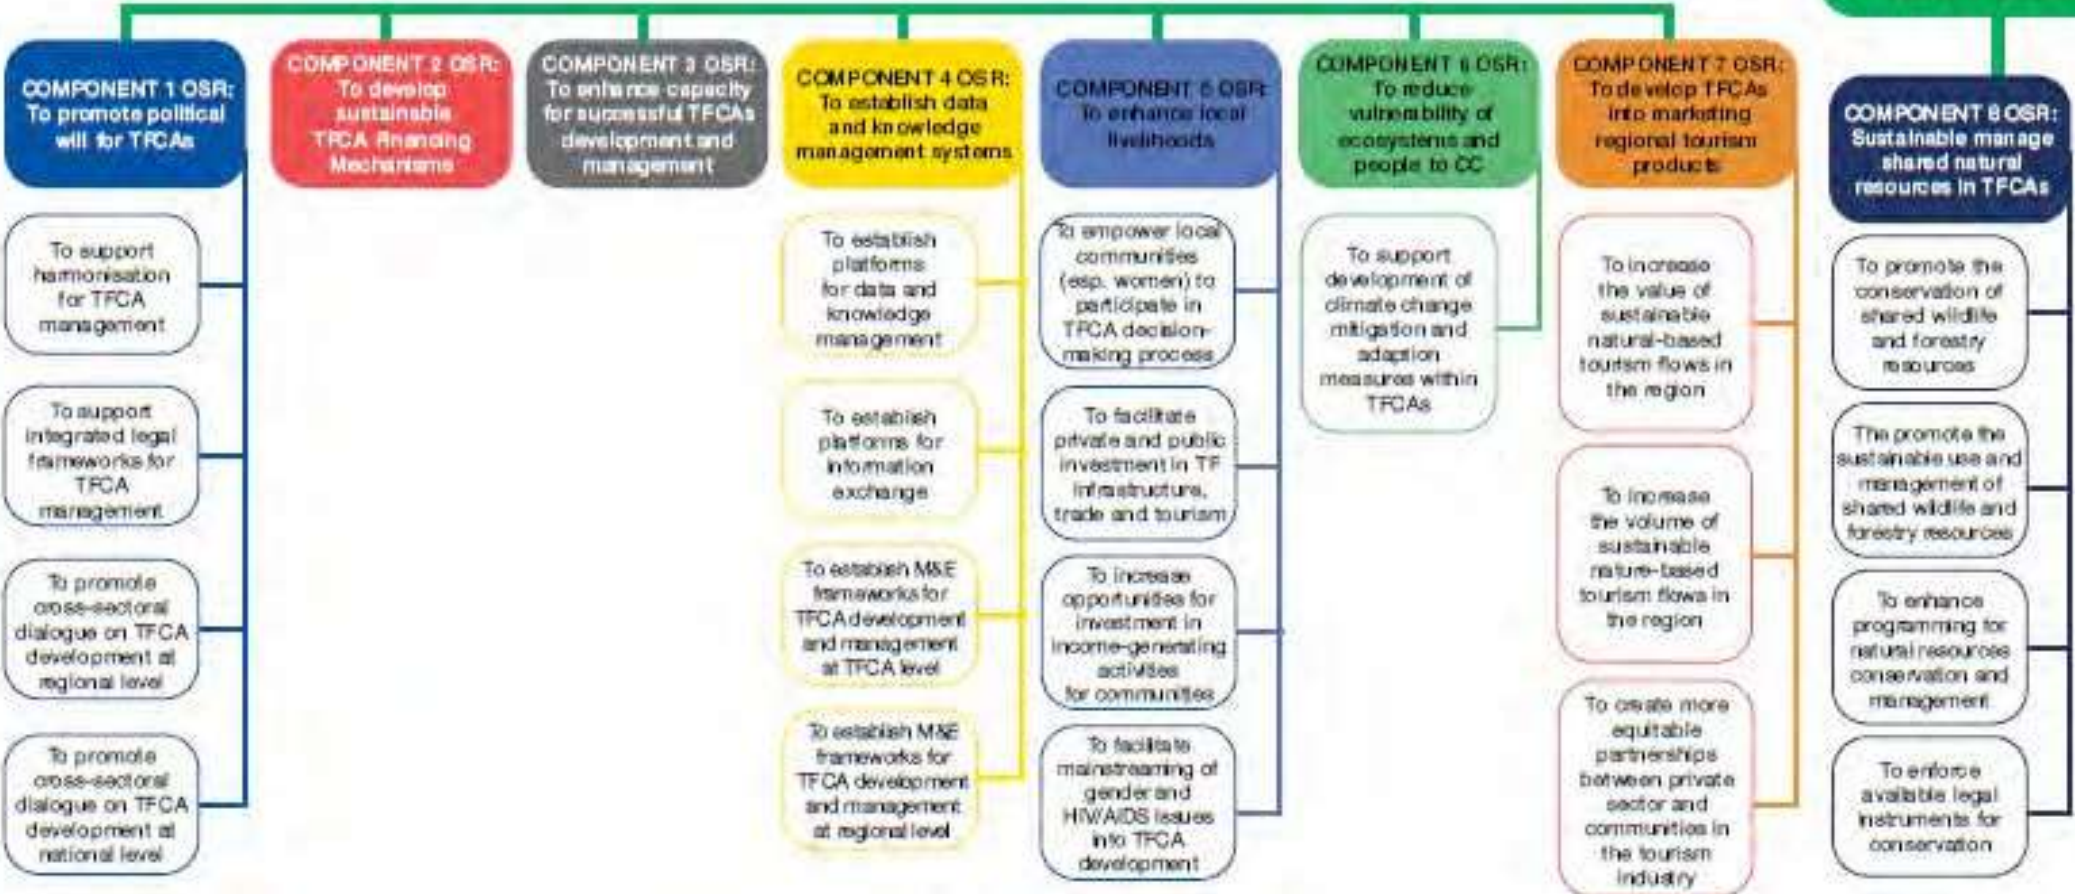 COMPONENT 1 OSR:
To promote political
will for TFCAs
To support
harmonisation
for TFCA
management
To support
integrated legal
frameworks for
TFCA
management
To promote
cross-sectoral
dialogue on TFCA
development at
regional level
To promote
cross-sectoral
dialogue on TFCA
development at
national level
COMPONENT 2 OSR:
To develop
sustainable
TFCA Financing
Mechanisms
COMPONENT 3 OSR:
To enhance capacity
for successful TFCAs
development and
management
COMPONENT 4 OSR:
To establish data
and knowledge
management systems
To establish
platforms
for data and
knowledge
management
To establish
platforms for
information
exchange
To establish M&E
frameworks for
TFCA development
and management
at TFCA level
To establish M&E
frameworks for
TFCA development
and management
at regional level
COMPONENT 5 OSR:
To enhance local
livelihoods
To empower local
communities
(esp. women) to
participate in
TFCA decision-
making process
To facilitate
private and public
investment in TF
infrastructure,
trade and tourism
To increase
opportunities for
investment in
income-generating
activities
for communities
To facilitate
mainstreaming of
gender and
HIV/AIDS issues
into TFCA
development
COMPONENT 6 OSR:
To reduce
vulnerability of
ecosystems and
people to CC
To support
development of
climate change
mitigation and
adaption
measures within
TFCAs
COMPONENT 7 OSR:
To develop TFCAs
into marketing
regional tourism
products
To increase
the value of
sustainable
natural-based
tourism flows in
the region
To increase
the volume of
sustainable
nature-based
tourism flows in
the region
To create more
equitable
partnerships
between private
sector and
communities in
the tourism
industry
COMPONENT 8 OSR:
Sustainable manage
shared natural
resources in TFCAs
To promote the
conservation of
shared wildlife
and forestry
resources
The promote the
sustainable use and
management of
shared wildlife and
forestry resources
To enhance
programming for
natural resources
conservation and
management
To enforce
available legal
instruments for
conservation